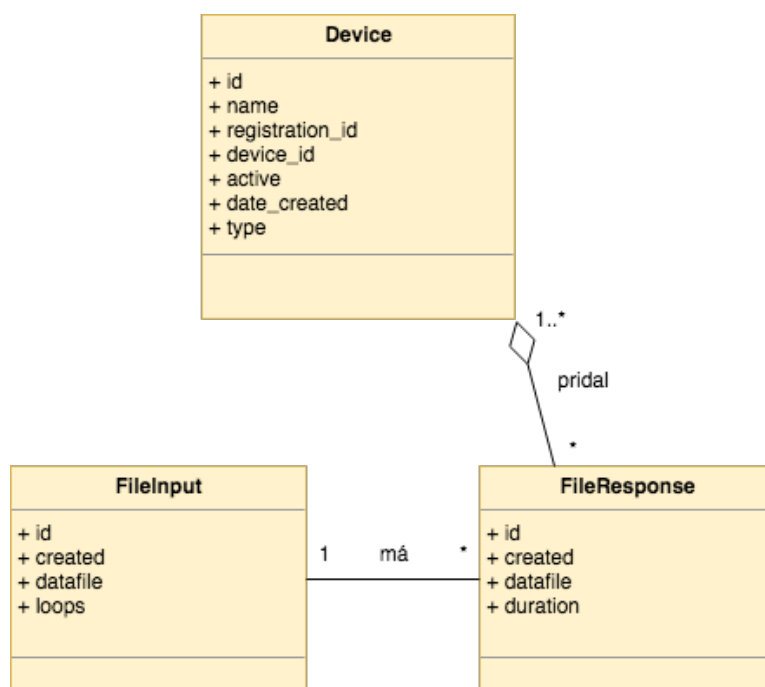 Device
+ id
+ name
+ registration_id
+ device_id
+ active
+ date_created
+ type
1..*
pridal
*
FileInput
+ id
+ created
+ datafile
+ loops
1 má *
FileResponse
+ id
+ created
+ datafile
+ duration